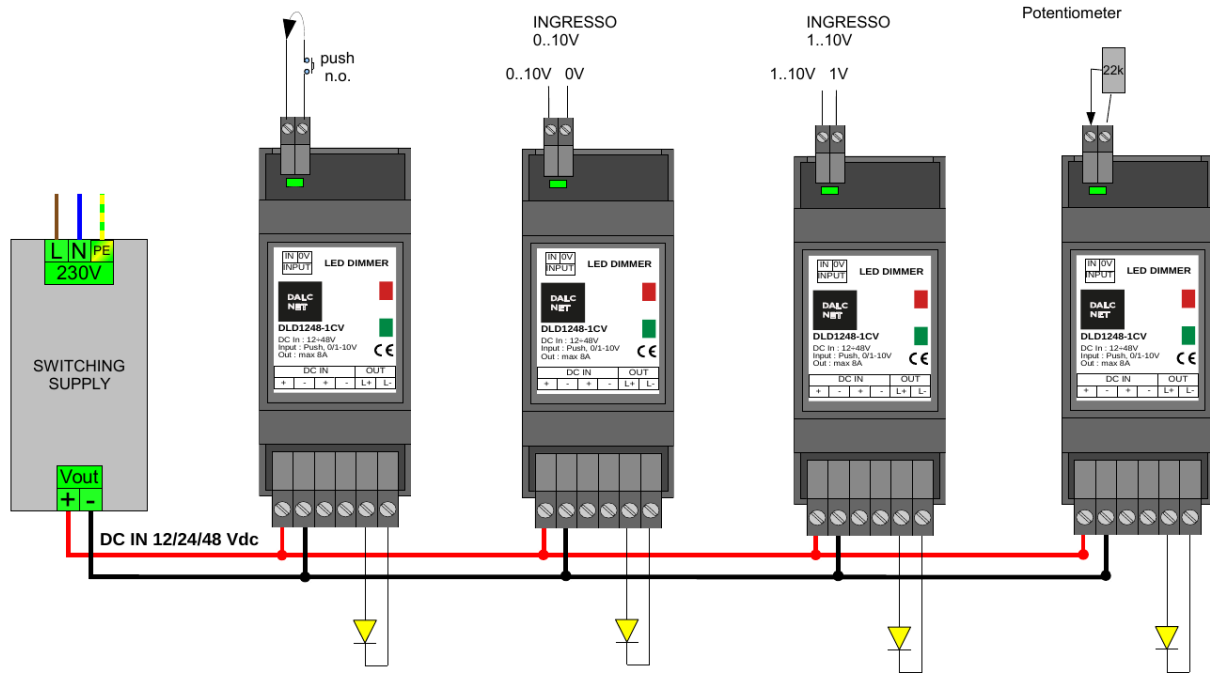 Potentiometer
INGRESSO
0..10V
INGRESSO
1..10V
push
n.o.
0..10V 0V
1..10V 1V
22k
L N PE
230V
SWITCHING
SUPPLY
Vout
+ -
DC IN 12/24/48 Vdc
IN 0V
INPUT
LED DIMMER
DALC
NET
DLD1248-1CV
DC In : 12÷48V
Input : Push, 0/1-10V
Out : max 8A
CE
DC IN OUT
+ - + - L+ L-
IN 0V
INPUT
LED DIMMER
DALC
NET
DLD1248-1CV
DC In : 12÷48V
Input : Push, 0/1-10V
Out : max 8A
CE
DC IN OUT
+ - + - L+ L-
IN 0V
INPUT
LED DIMMER
DALC
NET
DLD1248-1CV
DC In : 12÷48V
Input : Push, 0/1-10V
Out : max 8A
CE
DC IN OUT
+ - + - L+ L-
IN 0V
INPUT
LED DIMMER
DALC
NET
DLD1248-1CV
DC In : 12÷48V
Input : Push, 0/1-10V
Out : max 8A
CE
DC IN OUT
+ - + - L+ L-